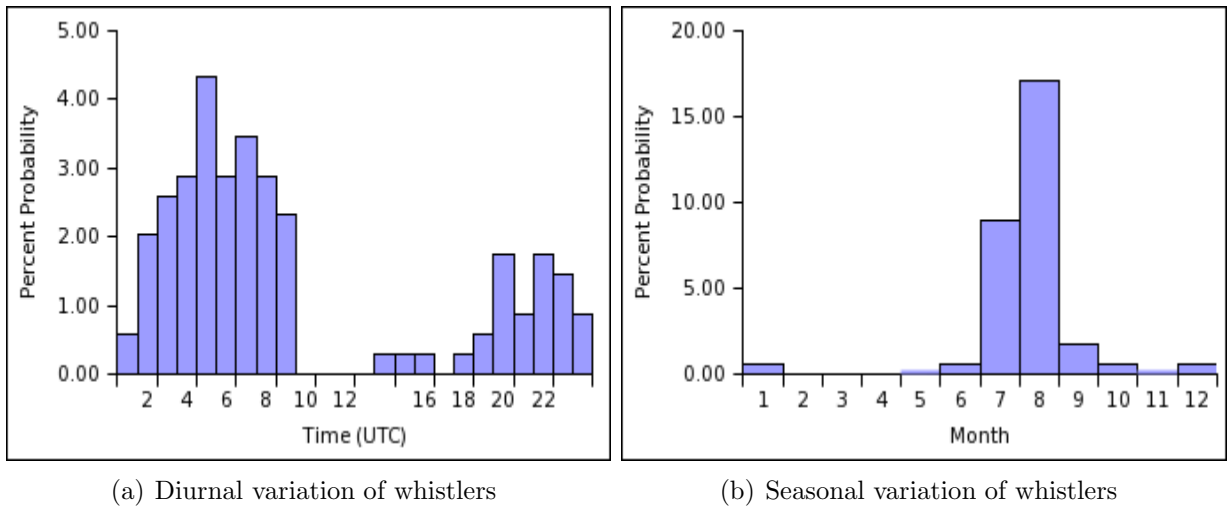 5.00
4.00
3.00
2.00
1.00
0.00
Percent Probability
2 4 6 8 10 12 16 18 20 22
Time (UTC)
(a) Diurnal variation of whistlers
20.00
15.00
10.00
5.00
0.00
Percent Probability
1 2 3 4 5 6 7 8 9 10 11 12
Month
(b) Seasonal variation of whistlers